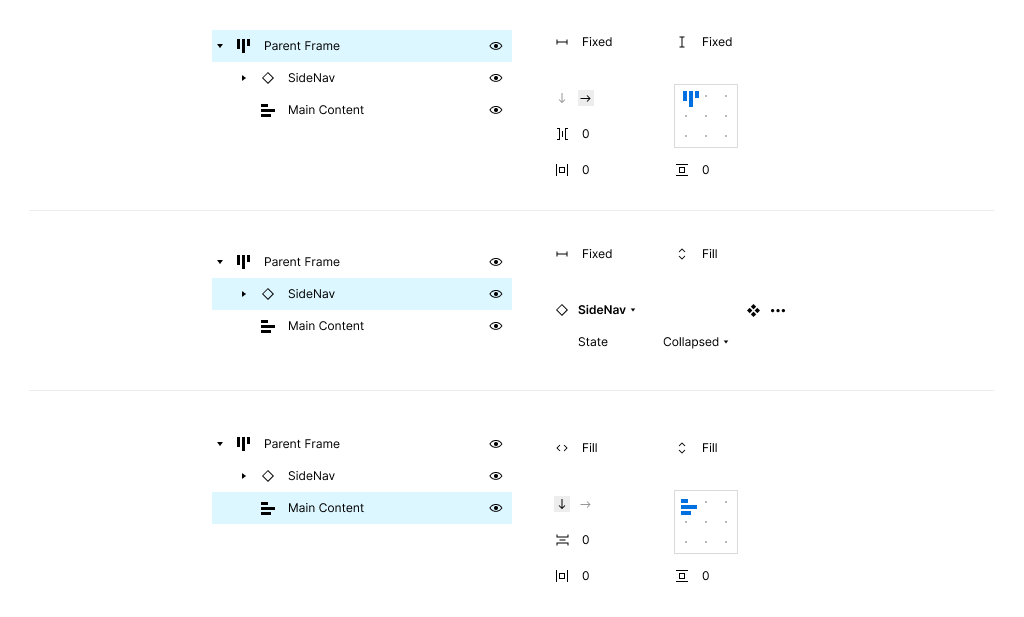 Parent Frame
Fixed
Fixed
SideNav
Main Content
0
0
0
Parent Frame
Fixed
Fill
SideNav
SideNav
Main Content
State
Collapsed
Parent Frame
Fill
Fill
SideNav
Main Content
0
0
0